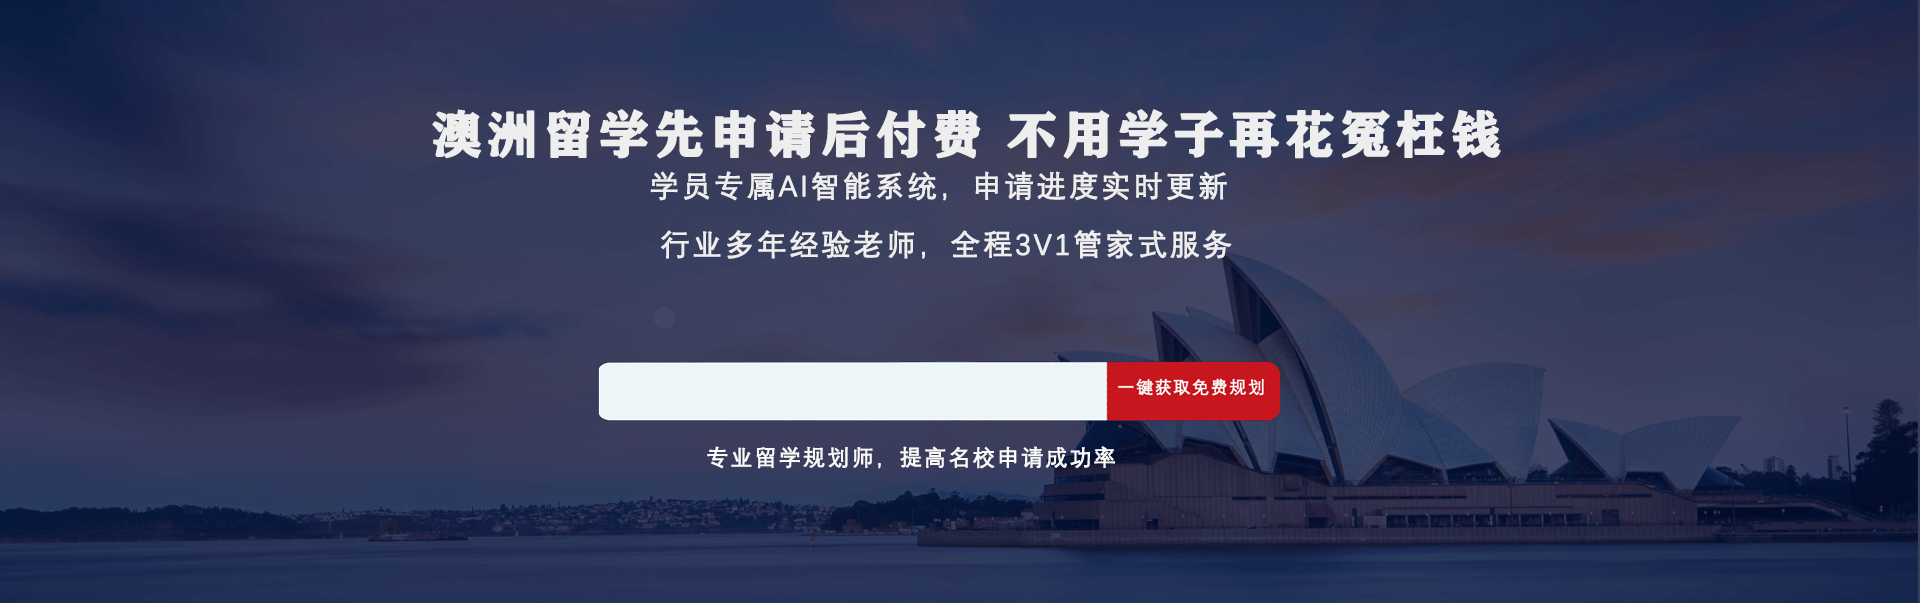 澳洲留学先申请后付费 不用学子再花冤枉钱
学员专属AI智能系统，申请进度实时更新
行业多年经验老师，全程3V1管家式服务
一键获取免费规划
专业留学规划师，提高名校申请成功率